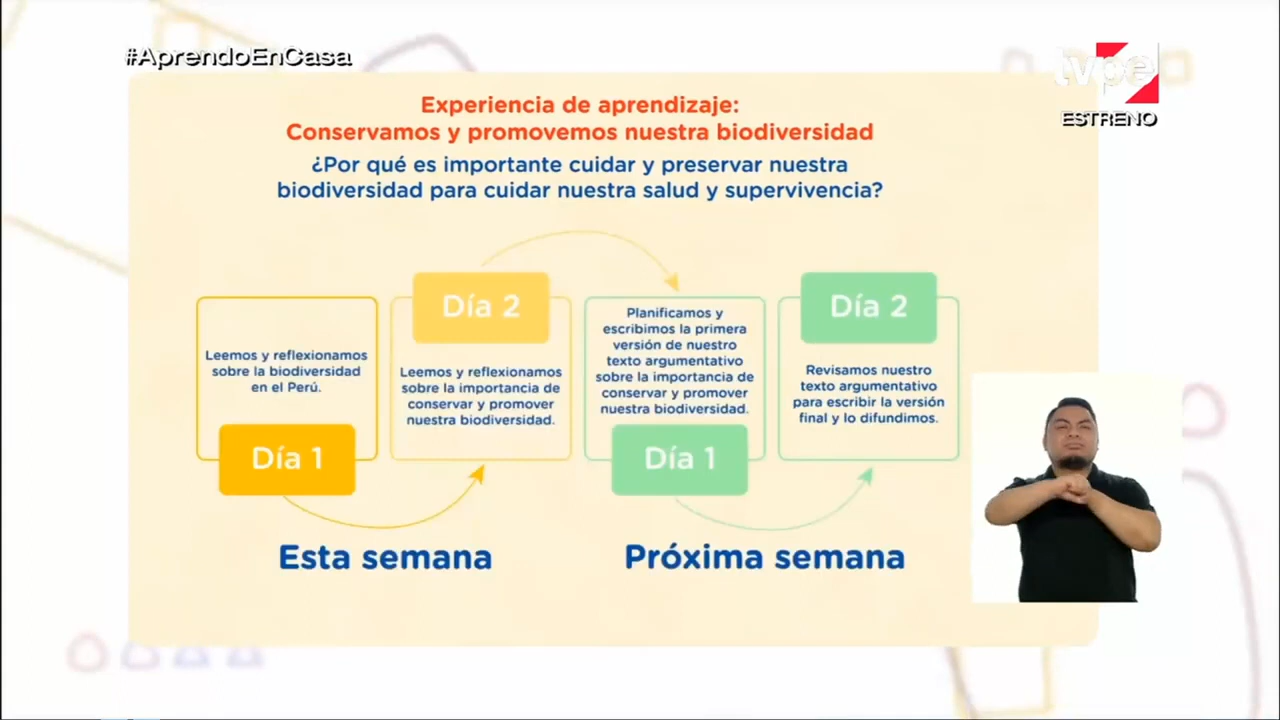 #AprendoEnCasa
tvpe
ESTRENO
Experiencia de aprendizaje:
Conservamos y promovemos nuestra biodiversidad
¿Por qué es importante cuidar y preservar nuestra
biodiversidad para cuidar nuestra salud y supervivencia?
Leemos y reflexionamos
sobre la biodiversidad
en el Perú.
Día 1
Día 2
Leemos y reflexionamos
sobre la importancia de
conservar y promover
nuestra biodiversidad.
Planificamos y
escribimos la primera
versión de nuestro
texto argumentativo
sobre la importancia de
conservar y promover
nuestra biodiversidad.
Día 1
Día 2
Revisamos nuestro
texto argumentativo
para escribir la versión
final y lo difundimos.
Esta semana
Próxima semana